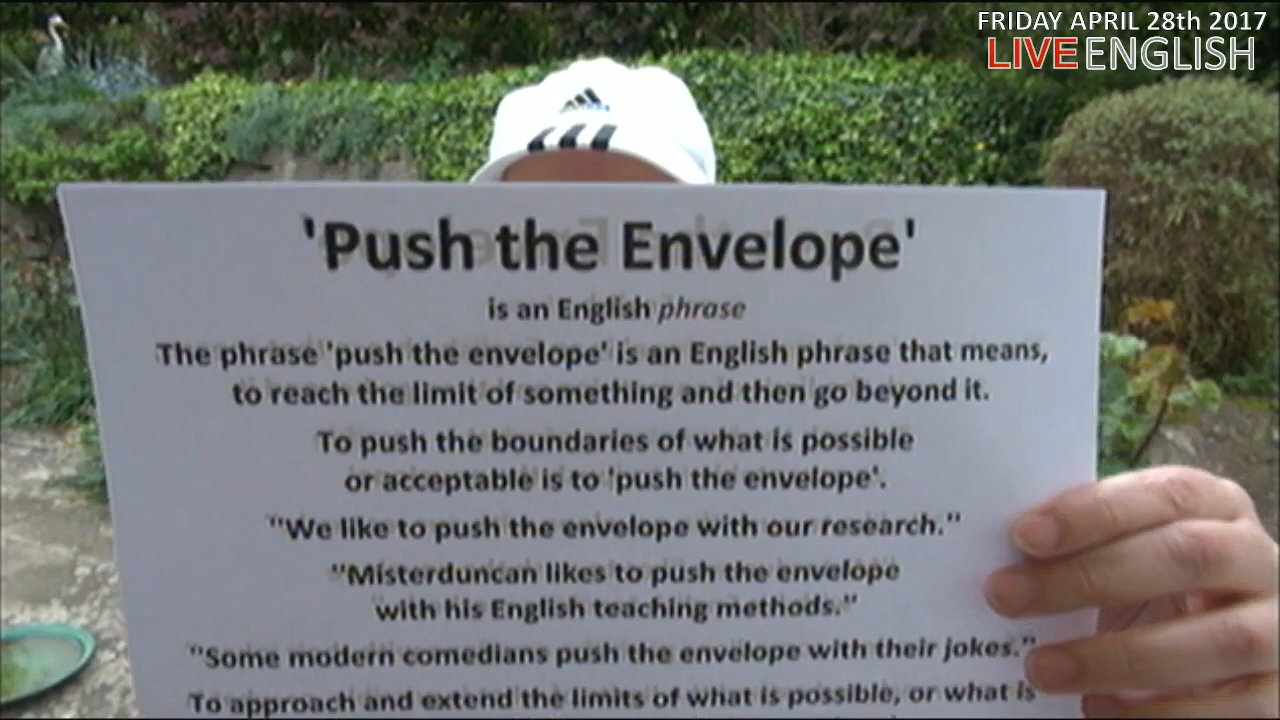 FRIDAY APRIL 28th 2017
LIVE ENGLISH
'Push the Envelope'
is an English phrase
The phrase 'push the envelope' is an English phrase that means,
to reach the limit of something and then go beyond it.
To push the boundaries of what is possible
or acceptable is to 'push the envelope'.
"We like to push the envelope with our research."
"Misterduncan likes to push the envelope
with his English teaching methods."
"Some modern comedians push the envelope with their jokes."
To approach and extend the limits of what is possible, or what is